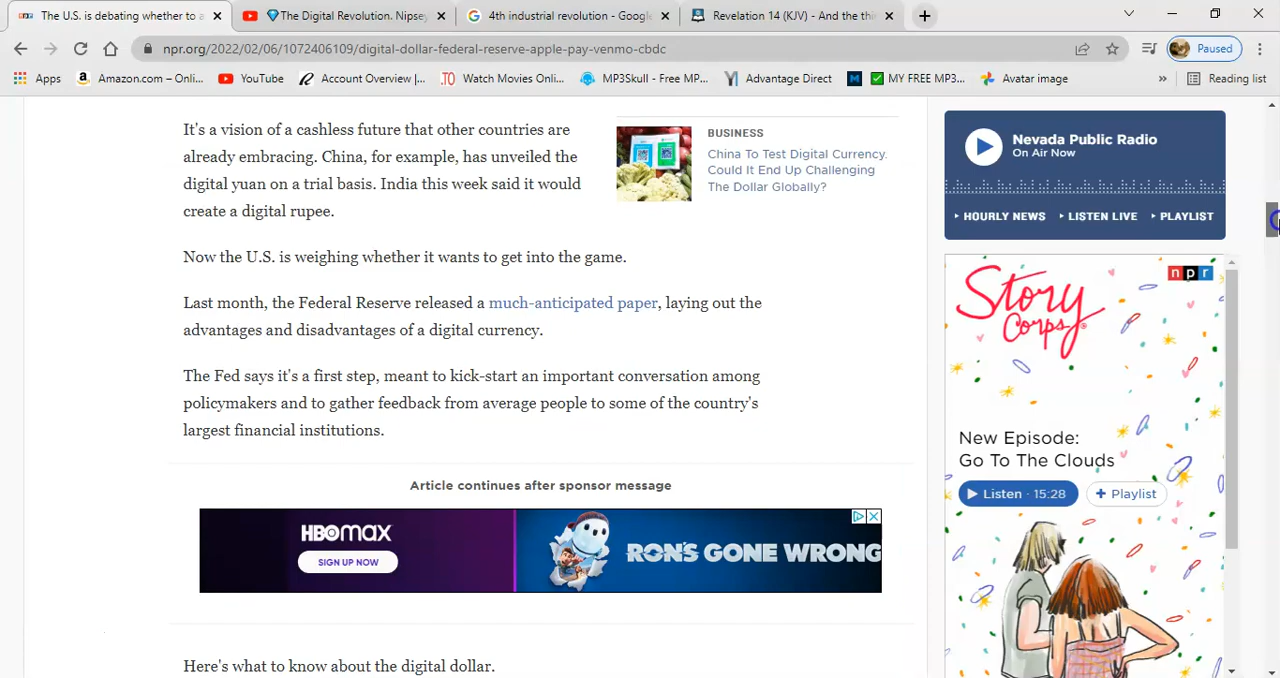 The U.S. is debating whether to a
The Digital Revolution. Nipsey
4th industrial revolution - Google
Revelation 14 (KJV) - And the thi
npr.org/2022/02/06/1072406109/digital-dollar-federal-reserve-apple-pay-venmo-cbdc
Paused
Apps
Amazon.com – Onli...
YouTube
Account Overview |...
Watch Movies Onli...
MP3Skull - Free MP...
Advantage Direct
MY FREE MP3...
Avatar image
»
Reading list
It's a vision of a cashless future that other countries are
already embracing. China, for example, has unveiled the
digital yuan on a trial basis. India this week said it would
create a digital rupee.
BUSINESS
China To Test Digital Currency.
Could It End Up Challenging
The Dollar Globally?
Now the U.S. is weighing whether it wants to get into the game.
Last month, the Federal Reserve released a much-anticipated paper, laying out the
advantages and disadvantages of a digital currency.
The Fed says it's a first step, meant to kick-start an important conversation among
policymakers and to gather feedback from average people to some of the country's
largest financial institutions.
Article continues after sponsor message
HBOMAX
SIGN UP NOW
RON'S GONE WRONG
Here's what to know about the digital dollar.
Nevada Public Radio
On Air Now
HOURLY NEWS
LISTEN LIVE
PLAYLIST
npr
Story
Corps
New Episode:
Go To The Clouds
Listen · 15:28
+ Playlist